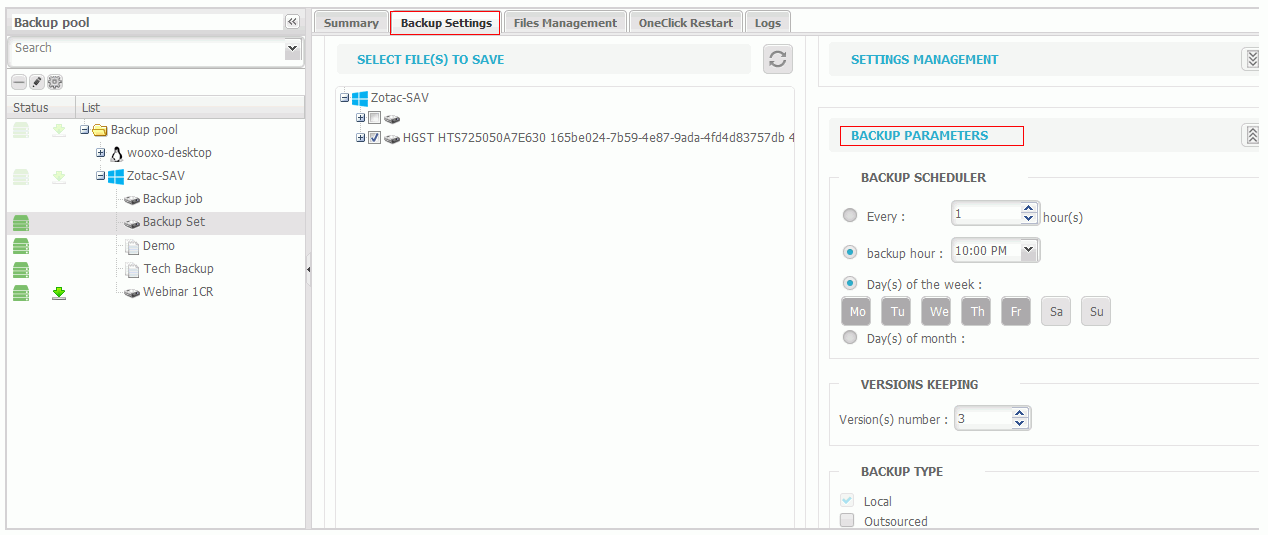 Backup pool
Search
Status List
Backup pool
wooxo-desktop
Zotac-SAV
Backup job
Backup Set
Demo
Tech Backup
Webinar 1CR
Summary Backup Settings Files Management OneClick Restart Logs
SELECT FILE(S) TO SAVE
Zotac-SAV
HGST HTS725050A7E630 165be024-7b59-4e87-9ada-4fd4d83757db 4
SETTINGS MANAGEMENT
BACKUP PARAMETERS
BACKUP SCHEDULER
Every : 1 hour(s)
backup hour : 10:00 PM
Day(s) of the week :
Mo Tu We Th Fr Sa Su
Day(s) of month :
VERSIONS KEEPING
Version(s) number : 3
BACKUP TYPE
Local
Outsourced